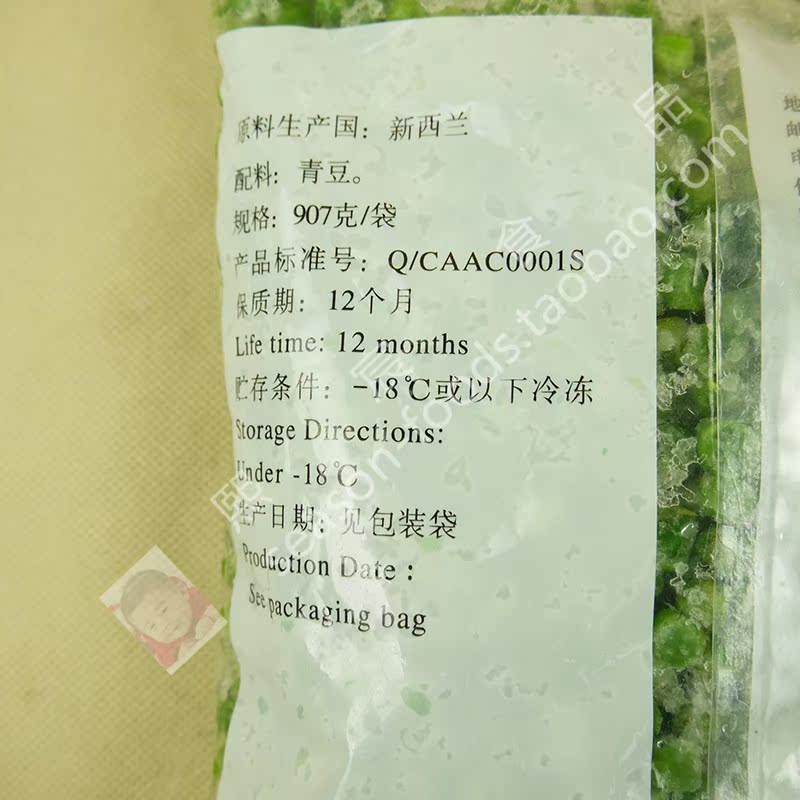 原料生产国：新西兰
配料：青豆。
规格：907克/袋
产品标准号：Q/CAAC0001S
保质期：12个月
Life time: 12 months
贮存条件：-18℃或以下冷冻
Storage Directions:
Under -18℃
生产日期：见包装袋
Production Date :
See packaging bag
地
邮
电